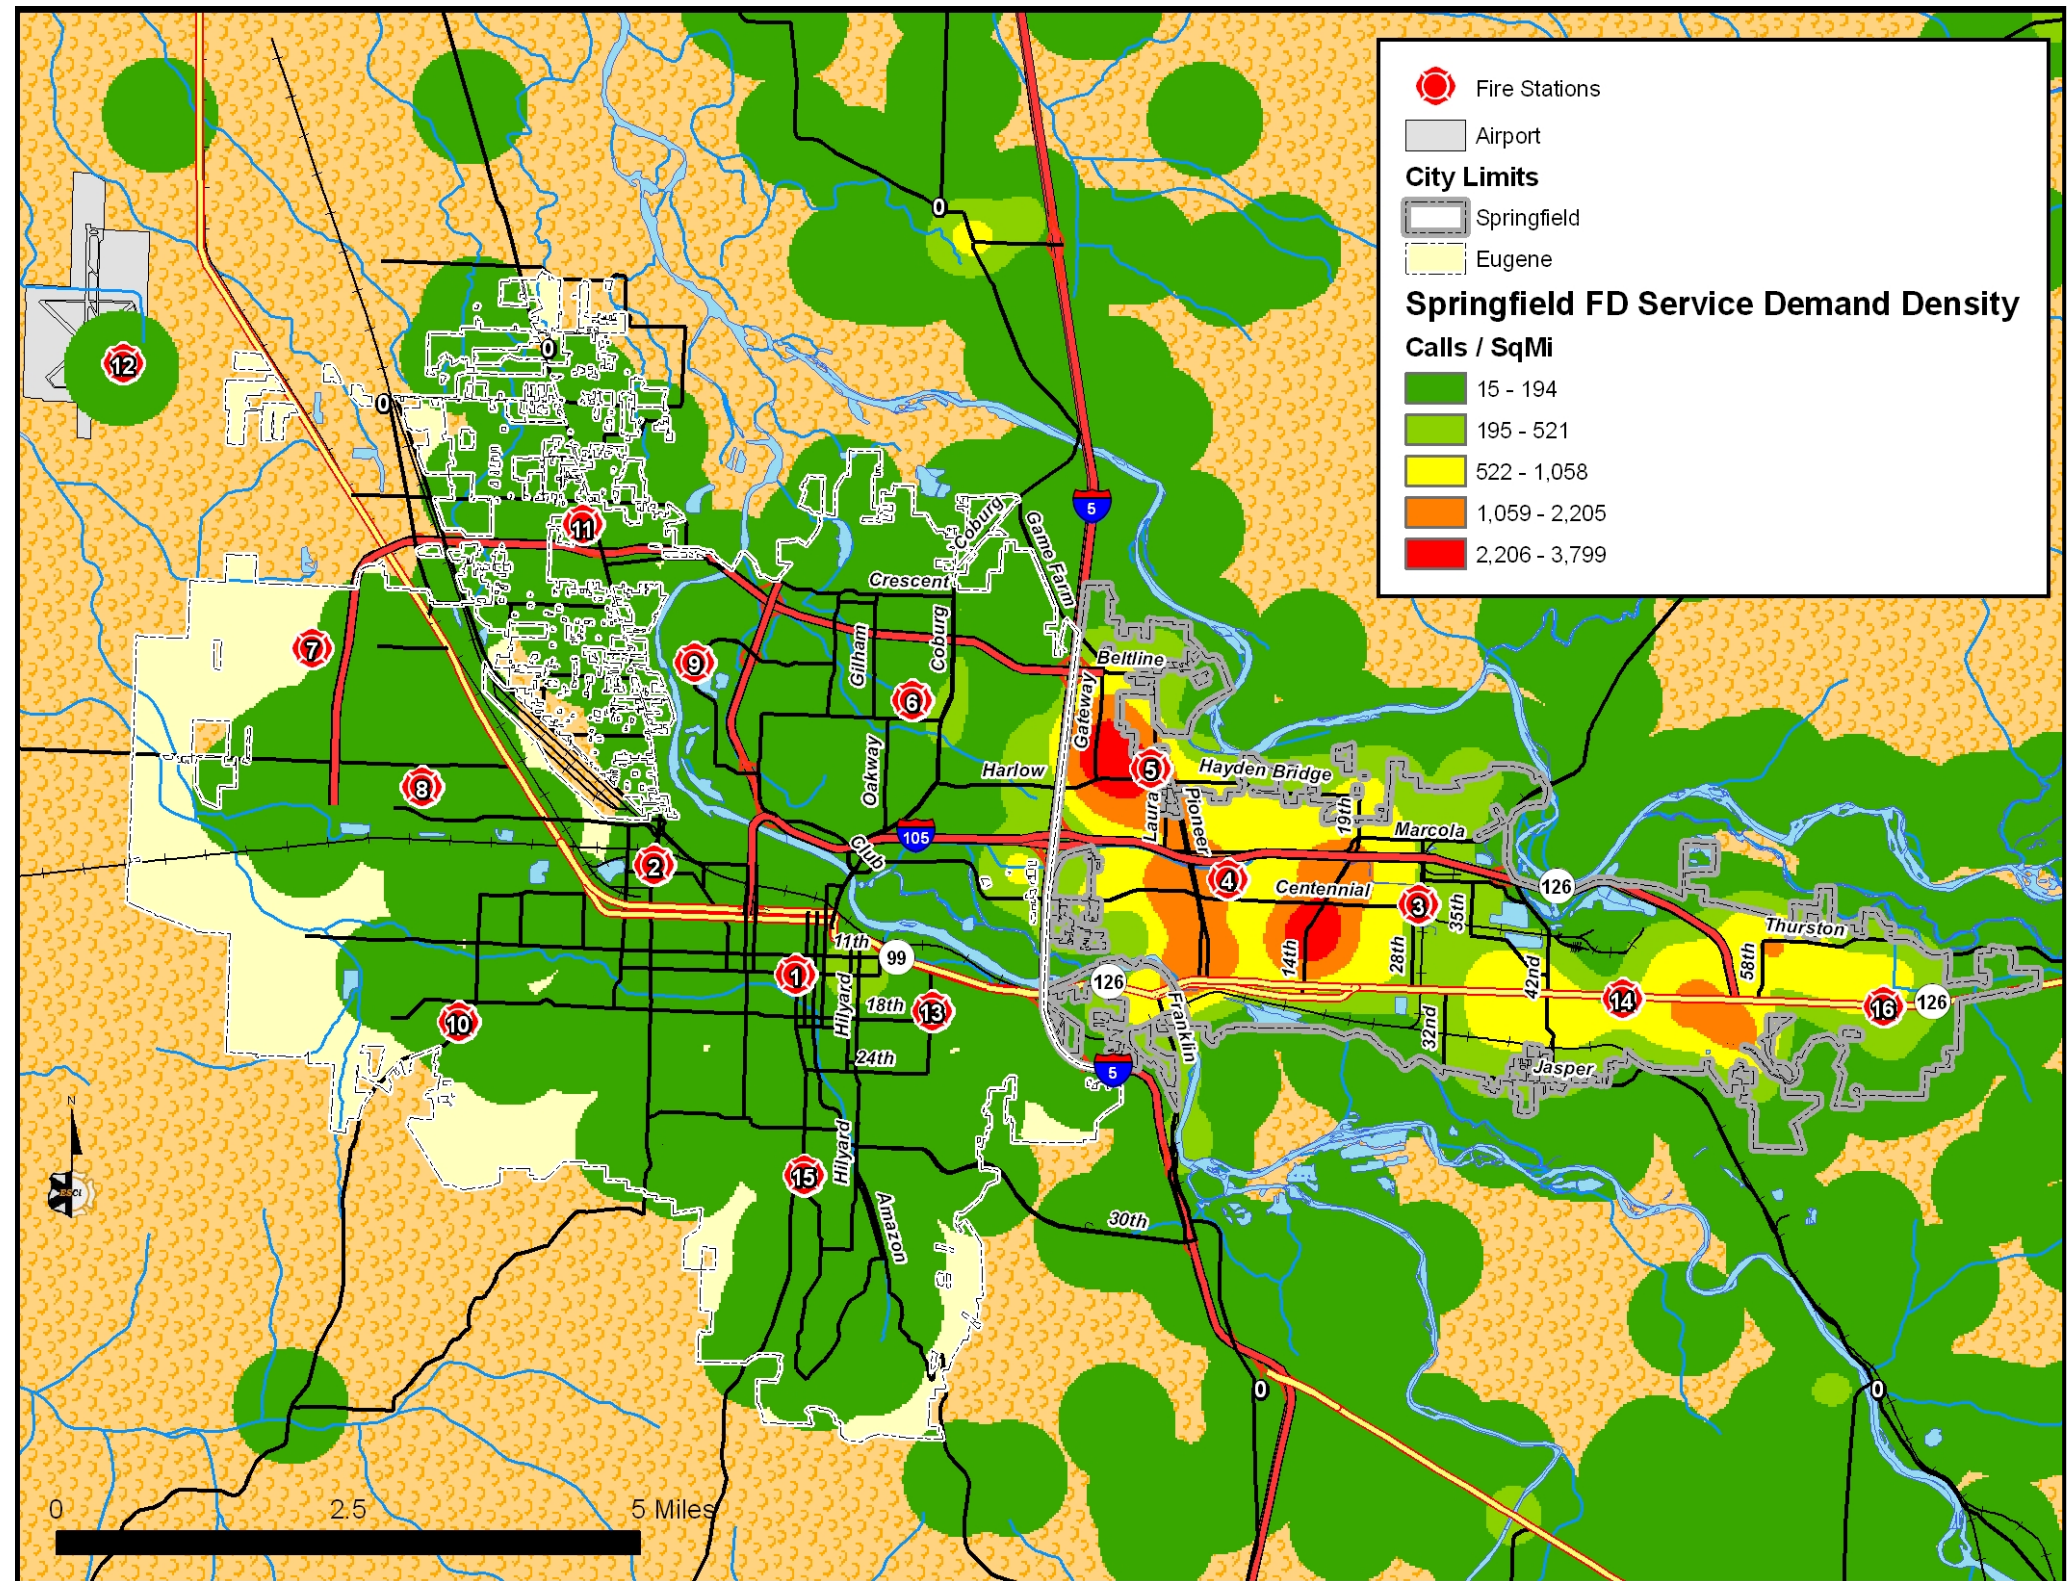 Fire Stations
Airport
City Limits
Springfield
Eugene
Springfield FD Service Demand Density
Calls / SqMi
15 - 194
195 - 521
522 - 1,058
1,059 - 2,205
2,206 - 3,799
0
12
0
0
5
Coburg
Game Farm
11
Crescent
Gilham
Coburg
7
9
6
Beltline
Gateway
Oakway
Harlow
5
Hayden Bridge
8
Laura
Pioneer
19th
Marcola
105
Club
2
4
Centennial
3
35th
126
Thurston
11th
99
14th
28th
42nd
58th
1
Hilyard
18th
13
126
Franklin
32nd
14
16
126
10
24th
5
Jasper
N
ESCi
15
Hilyard
Amazon
30th
0
0
0
2.5
5 Miles